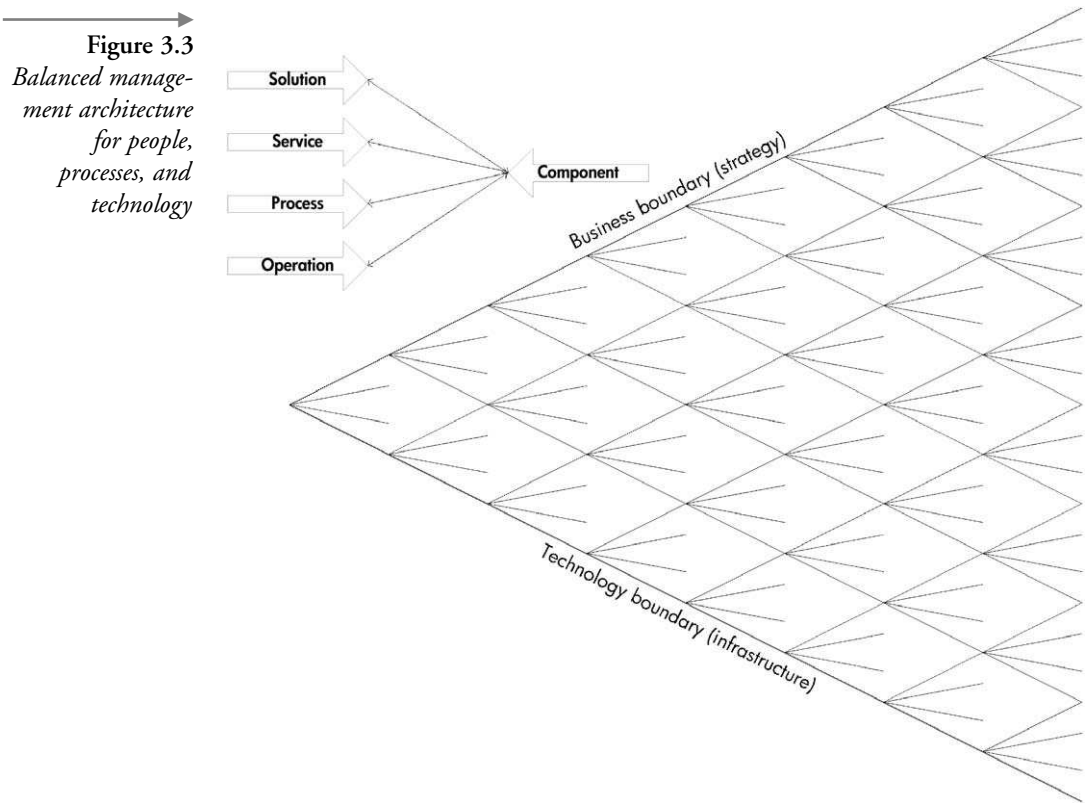 Figure 3.3
Balanced manage-
ment architecture
for people,
processes, and
technology
Solution
Service
Process
Operation
Component
Business boundary (strategy)
Technology boundary (infrastructure)